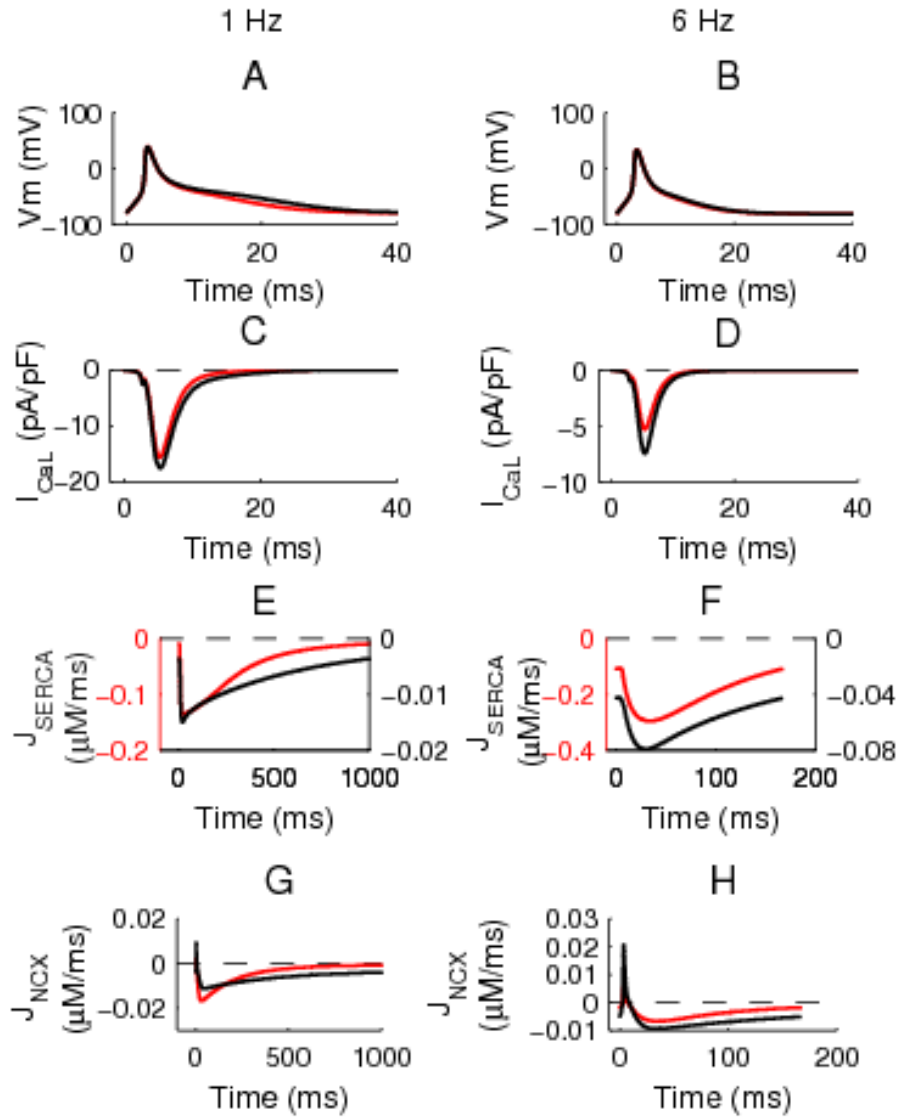 1 Hz 6 Hz
A B
Vm (mV) 100 0 −100 Vm (mV) 100 0 −100
0 20 40 0 20 40
Time (ms) Time (ms)
C D
I_CaL (pA/pF) 0 −10 −20 I_CaL (pA/pF) 0 −5 −10
0 20 40 0 20 40
Time (ms) Time (ms)
E F
J_SERCA (μM/ms) 0 −0.1 −0.2 0 −0.01 −0.02 J_SERCA (μM/ms) 0 −0.2 −0.4 0 −0.04 −0.08
0 500 1000 0 100 200
Time (ms) Time (ms)
G H
J_NCX (μM/ms) 0.02 0 −0.02 J_NCX (μM/ms) 0.03 0.02 0.01 0 −0.01
0 500 1000 0 100 200
Time (ms) Time (ms)